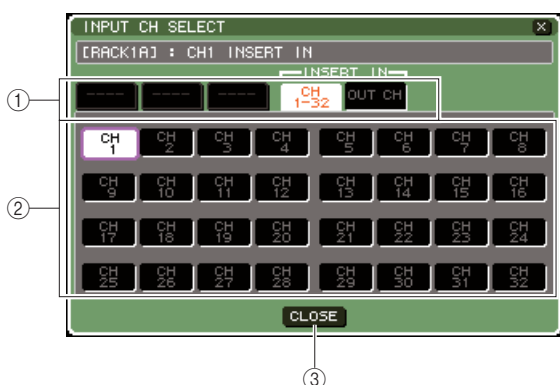 INPUT CH SELECT
[RACK1A] : CH1 INSERT IN
INSERT IN
① ---- ---- ---- CH 1-32 OUT CH
② CH 1 CH 2 CH 3 CH 4 CH 5 CH 6 CH 7 CH 8
CH 9 CH 10 CH 11 CH 12 CH 13 CH 14 CH 15 CH 16
CH 17 CH 18 CH 19 CH 20 CH 21 CH 22 CH 23 CH 24
CH 25 CH 26 CH 27 CH 28 CH 29 CH 30 CH 31 CH 32
CLOSE
③